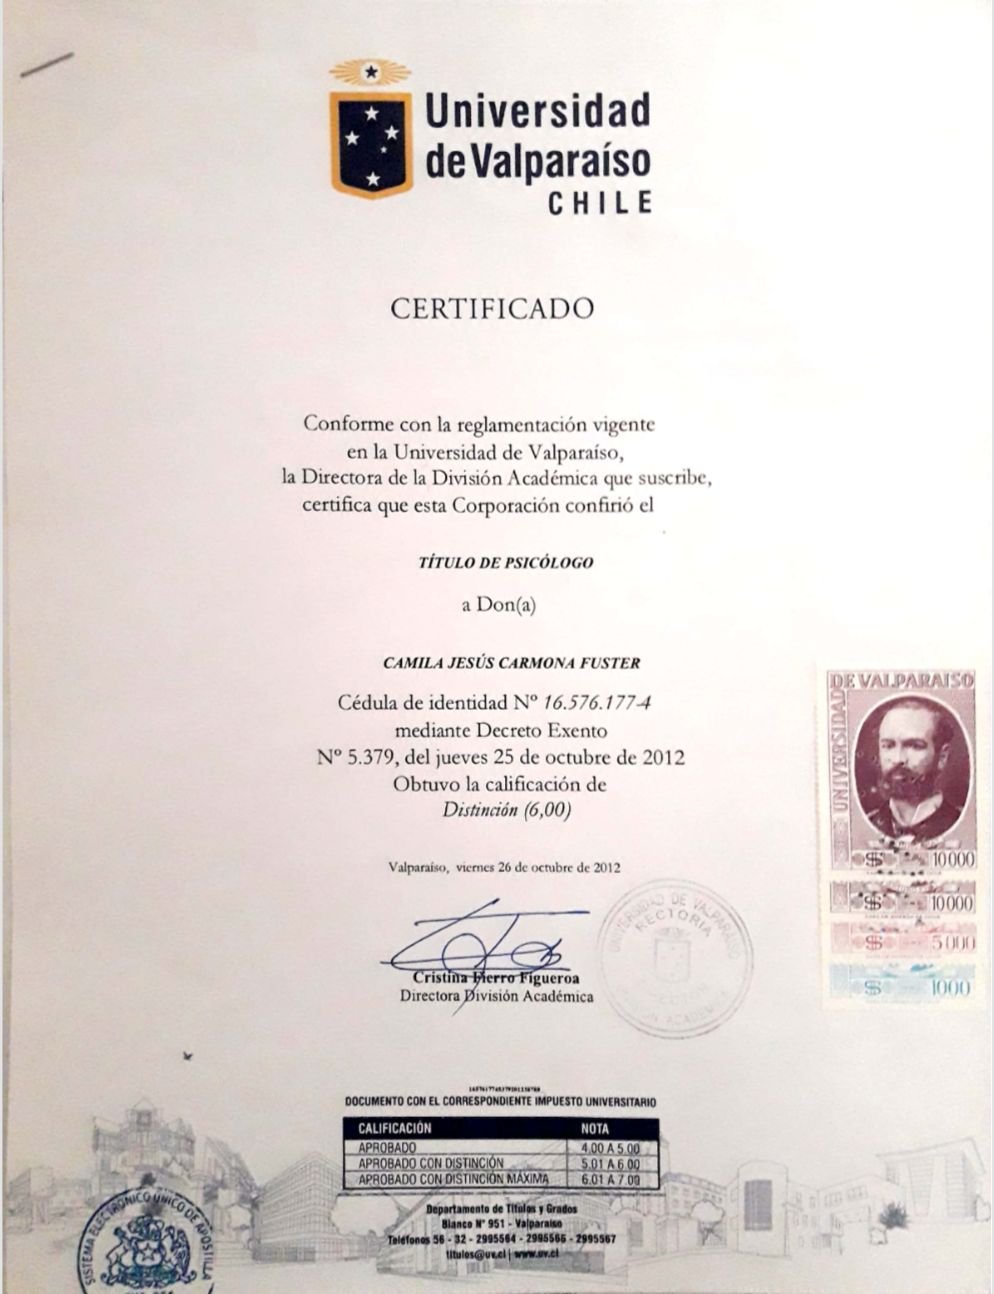 Universidad
de Valparaíso
CHILE
CERTIFICADO
Conforme con la reglamentación vigente
en la Universidad de Valparaíso,
la Directora de la División Académica que suscribe,
certifica que esta Corporación confirió el
TÍTULO DE PSICÓLOGO
a Don(a)
CAMILA JESÚS CARMONA FUSTER
Cédula de identidad Nº 16.576.177-4
mediante Decreto Exento
Nº 5.379, del jueves 25 de octubre de 2012
Obtuvo la calificación de
Distinción (6,00)
Valparaíso, viernes 26 de octubre de 2012
Cristina Fierro Figueroa
Directora División Académica
UNIVERSIDAD DE VALPARAISO
RECTORIA
UNIVERSIDAD DE VALPARAISO
$ 10000
$ 10000
$ 5000
$ 1000
DOCUMENTO CON EL CORRESPONDIENTE IMPUESTO UNIVERSITARIO
CALIFICACIÓN NOTA
APROBADO 4.00 A 5.00
APROBADO CON DISTINCIÓN 5.01 A 6.00
APROBADO CON DISTINCIÓN MÁXIMA 6.01 A 7.00
Departamento de Títulos y Grados
Blanco Nº 951 - Valparaíso
Teléfonos 56 - 32 - 2995564 - 2995566 - 2995567
titulos@uv.cl | www.uv.cl
SISTEMA ELECTRÓNICO ÚNICO DE APOSTILLA